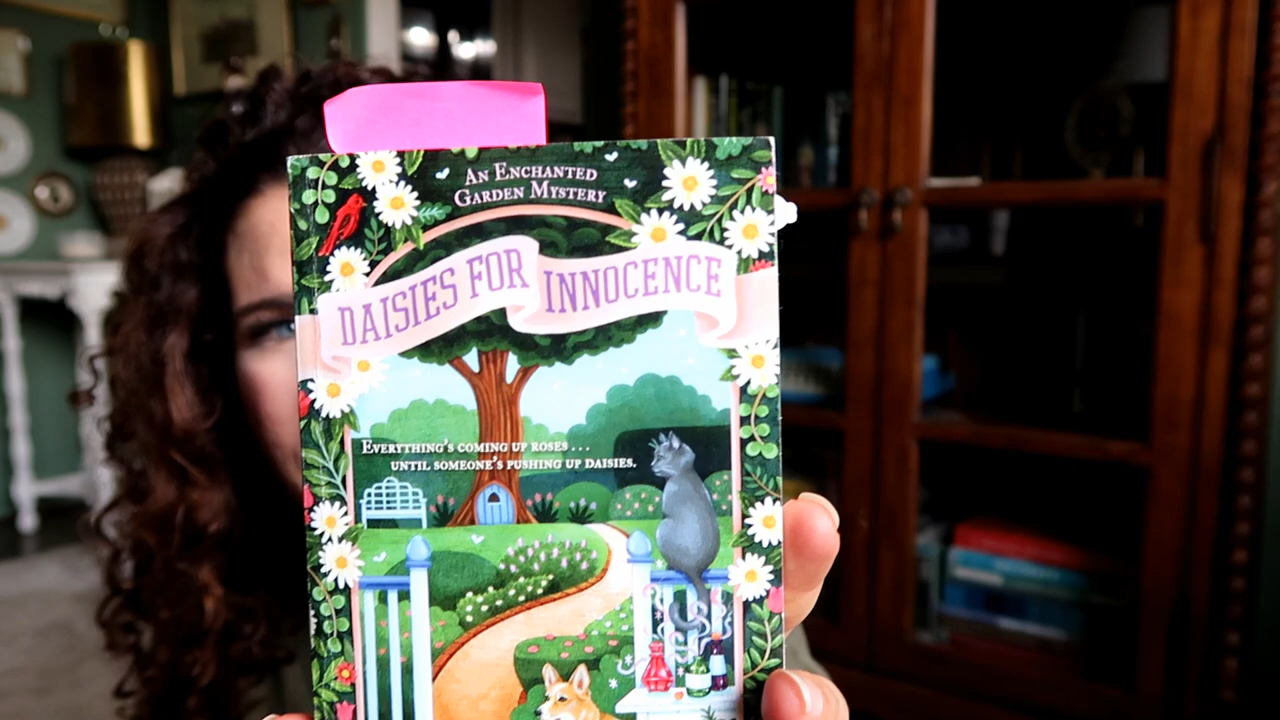 An Enchanted
Garden Mystery
DAISIES FOR INNOCENCE
Everything's coming up roses . . .
until someone's pushing up daisies.